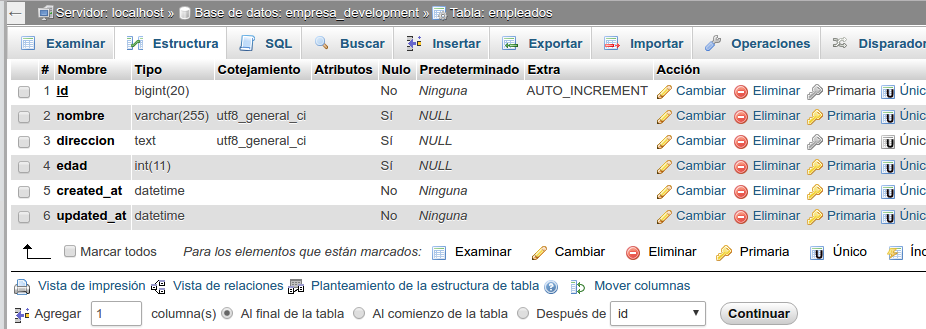 Servidor: localhost » Base de datos: empresa_development » Tabla: empleados
Examinar Estructura SQL Buscar Insertar Exportar Importar Operaciones Disparador
# Nombre Tipo Cotejamiento Atributos Nulo Predeterminado Extra Acción
1 id bigint(20) No Ninguna AUTO_INCREMENT Cambiar Eliminar Primaria Únic
2 nombre varchar(255) utf8_general_ci Sí NULL Cambiar Eliminar Primaria Únic
3 direccion text utf8_general_ci Sí NULL Cambiar Eliminar Primaria Únic
4 edad int(11) Sí NULL Cambiar Eliminar Primaria Únic
5 created_at datetime No Ninguna Cambiar Eliminar Primaria Únic
6 updated_at datetime No Ninguna Cambiar Eliminar Primaria Únic
Marcar todos Para los elementos que están marcados: Examinar Cambiar Eliminar Primaria Único Índ
Vista de impresión Vista de relaciones Planteamiento de la estructura de tabla Mover columnas
Agregar 1 columna(s) Al final de la tabla Al comienzo de la tabla Después de id Continuar